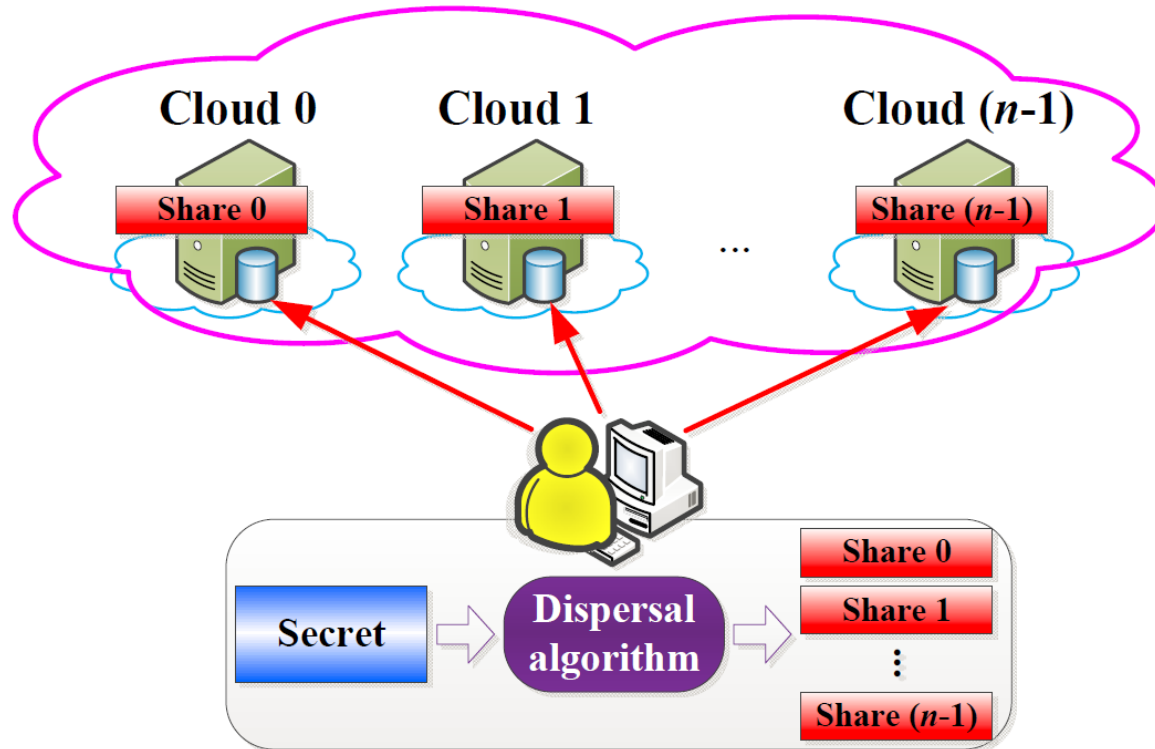 Cloud 0
Cloud 1
Cloud (n-1)
Share 0
Share 1
Share (n-1)
...
Secret
Dispersal
algorithm
Share 0
Share 1
⋮
Share (n-1)